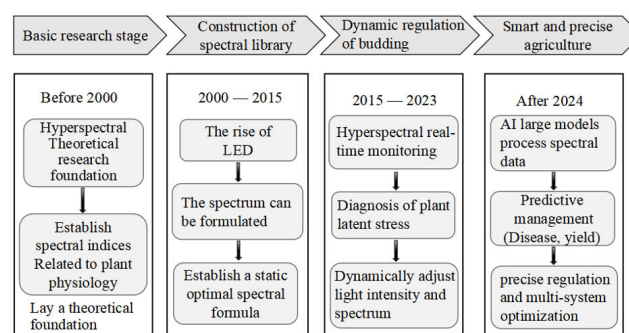 Basic research stage
Construction of
spectral library
Dynamic regulation
of budding
Smart and precise
agriculture
Before 2000
Hyperspectral
Theoretical
research
foundation
Establish
spectral indices
Related to plant
physiology
Lay a theoretical
foundation
2000 — 2015
The rise of
LED
The spectrum can
be formulated
Establish a static
optimal spectral
formula
2015 — 2023
Hyperspectral real-
time monitoring
Diagnosis of plant
latent stress
Dynamically adjust
light intensity and
spectrum
After 2024
AI large models
process spectral
data
Predictive
management
(Disease, yield)
precise regulation
and multi-system
optimization